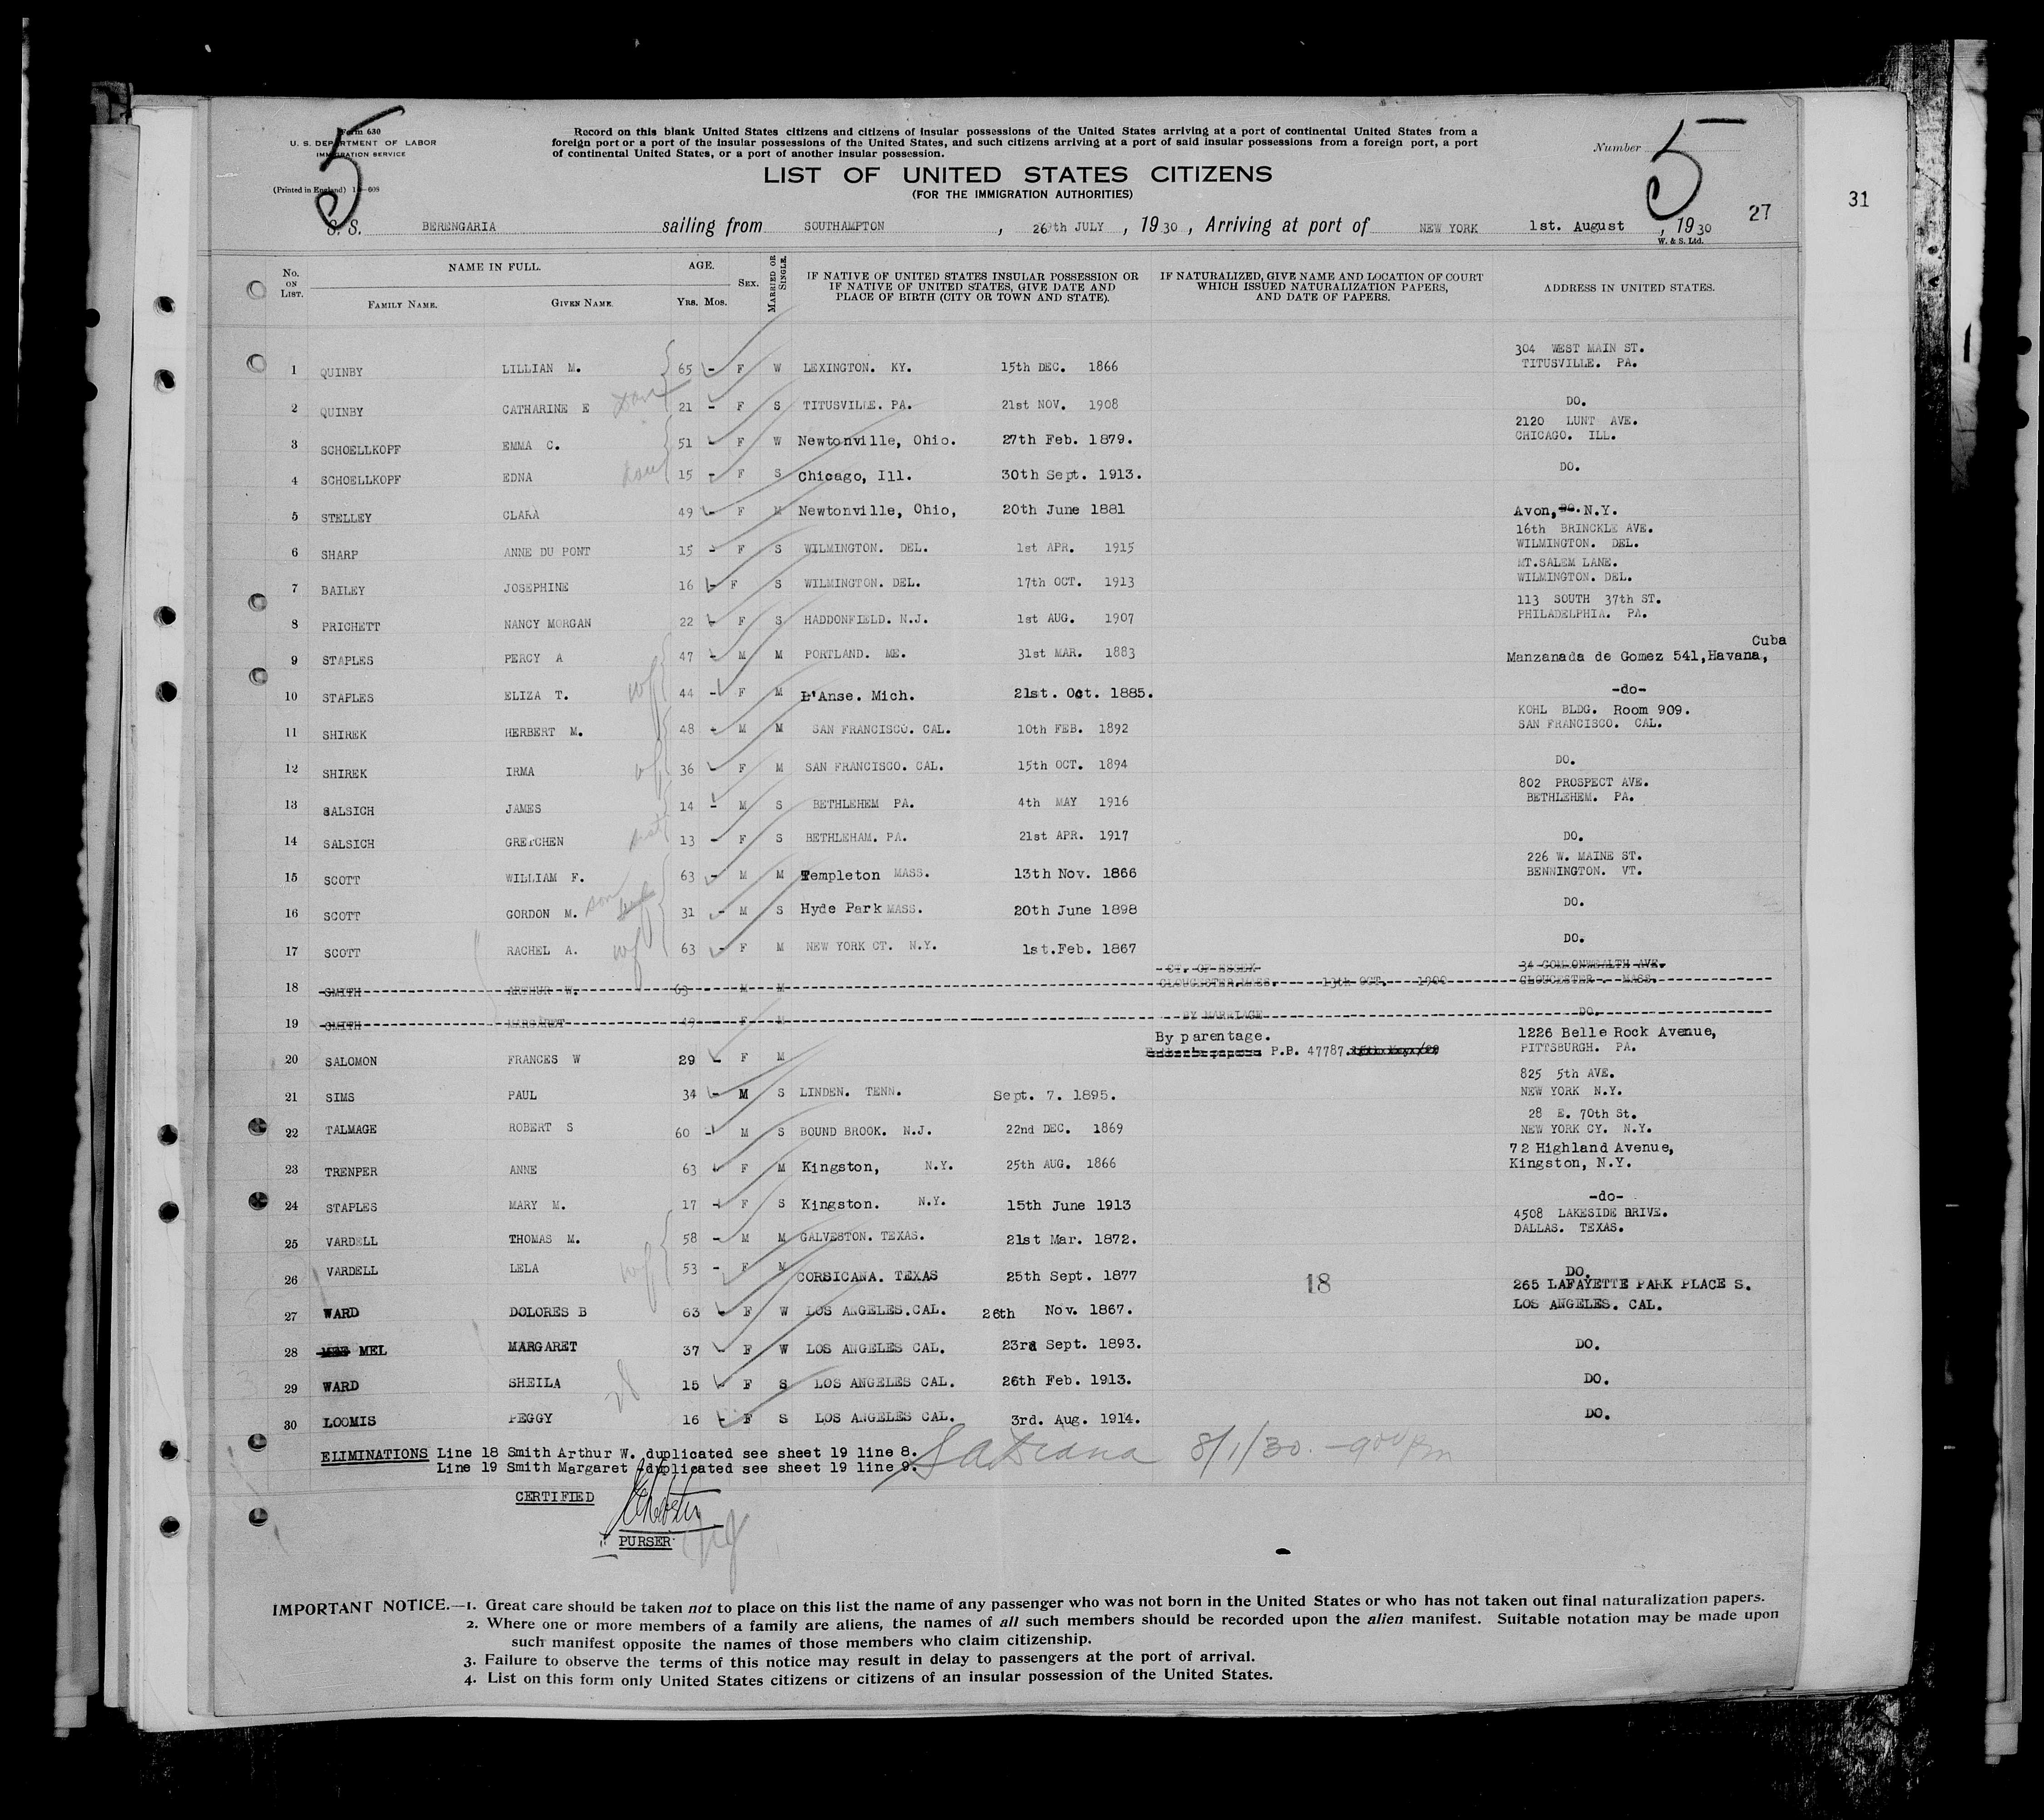 5
5
Form 630
U. S. DEPARTMENT OF LABOR
IMMIGRATION SERVICE
(Printed in England)
Record on this blank United States citizens and citizens of insular possessions of the United States arriving at a port of continental United States from a
foreign port or a port of the insular possessions of the United States, and such citizens arriving at a port of said insular possessions from a foreign port, a port
of continental United States, or a port of another insular possession.
Number
LIST OF UNITED STATES CITIZENS
(FOR THE IMMIGRATION AUTHORITIES)
27
31
S. S. BERENGARIA sailing from SOUTHAMPTON , 26th JULY , 1930 , Arriving at port of NEW YORK 1st. August , 1930
W. & S. Ltd.
No. ON LIST.
NAME IN FULL.
FAMILY NAME. GIVEN NAME.
AGE.
YRS. MOS.
SEX.
MARRIED OR SINGLE.
IF NATIVE OF UNITED STATES INSULAR POSSESSION OR
IF NATIVE OF UNITED STATES, GIVE DATE AND
PLACE OF BIRTH (CITY OR TOWN AND STATE).
IF NATURALIZED, GIVE NAME AND LOCATION OF COURT
WHICH ISSUED NATURALIZATION PAPERS,
AND DATE OF PAPERS.
ADDRESS IN UNITED STATES.
1 QUINBY LILLIAN M. 65 - F W LEXINGTON. KY. 15th DEC. 1866 304 WEST MAIN ST. TITUSVILLE. PA.
2 QUINBY CATHARINE E 21 - F S TITUSVILLE. PA. 21st NOV. 1908 DO.
3 SCHOELLKOPF EMMA C. 51 - F W Newtonville, Ohio. 27th Feb. 1879. 2120 LUNT AVE. CHICAGO. ILL.
4 SCHOELLKOPF EDNA 15 - F S Chicago, Ill. 30th Sept. 1913. DO.
5 STELLEY CLARA 49 - F M Newtonville, Ohio, 20th June 1881 Avon, N.Y.
6 SHARP ANNE DU PONT 15 - F S WILMINGTON. DEL. 1st APR. 1915 16th BRINCKLE AVE. WILMINGTON. DEL.
7 BAILEY JOSEPHINE 16 - F S WILMINGTON. DEL. 17th OCT. 1913 MT.SALEM LANE. WILMINGTON. DEL.
8 PRICHETT NANCY MORGAN 22 - F S HADDONFIELD. N.J. 1st AUG. 1907 113 SOUTH 37th ST. PHILADELPHIA. PA.
9 STAPLES PERCY A 47 - M M PORTLAND. ME. 31st MAR. 1883 Manzanada de Gomez 541,Havana, Cuba
10 STAPLES ELIZA T. wf 44 - F M L'Anse. Mich. 21st. Oct. 1885. -do-
11 SHIREK HERBERT M. 48 - M M SAN FRANCISCO. CAL. 10th FEB. 1892 KOHL BLDG. Room 909. SAN FRANCISCO. CAL.
12 SHIREK IRMA wf 36 - F M SAN FRANCISCO. CAL. 15th OCT. 1894 DO.
13 SALSICH JAMES 14 - M S BETHLEHEM PA. 4th MAY 1916 802 PROSPECT AVE. BETHLEHEM. PA.
14 SALSICH GRETCHEN 13 - F S BETHLEHAM. PA. 21st APR. 1917 DO.
15 SCOTT WILLIAM F. 63 - M M Templeton MASS. 13th Nov. 1866 226 W. MAINE ST. BENNINGTON. VT.
16 SCOTT GORDON M. son 31 - M S Hyde Park MASS. 20th June 1898 DO.
17 SCOTT RACHEL A. wf 63 - F M NEW YORK CT. N.Y. 1st.Feb. 1867 DO.
18 SMITH ARTHUR W. 63 - M M CT. OF ESSEX GLOUCESTER.MASS. 13th OCT. 1900 34 COMMONWEALTH AVE. GLOUCESTER. MASS.
19 SMITH MARGARET 49 - F M BY MARRIAGE DO.
20 SALOMON FRANCES W 29 - F M By parentage. P.B. 47787. 1226 Belle Rock Avenue, PITTSBURGH. PA.
21 SIMS PAUL 34 - M S LINDEN. TENN. Sept. 7. 1895. 825 5th AVE. NEW YORK N.Y.
22 TALMAGE ROBERT S 60 - M S BOUND BROOK. N.J. 22nd DEC. 1869 28 E. 70th St. NEW YORK CY. N.Y.
23 TRENPER ANNE 63 - F M Kingston, N.Y. 25th AUG. 1866 72 Highland Avenue, Kingston, N.Y.
24 STAPLES MARY M. 17 - F S Kingston. N.Y. 15th June 1913 -do-
25 VARDELL THOMAS M. 58 - M M GALVESTON. TEXAS. 21st Mar. 1872. 4508 LAKESIDE DRIVE. DALLAS. TEXAS.
26 VARDELL LELA wf 53 - F M CORSICANA. TEXAS 25th Sept. 1877 18 DO.
27 WARD DOLORES B 63 - F W LOS ANGELES.CAL. 26th Nov. 1867. 265 LAFAYETTE PARK PLACE S. LOS ANGELES. CAL.
28 MEL MARGARET 37 - F W LOS ANGELES CAL. 23rd Sept. 1893. DO.
29 WARD SHEILA 15 - F S LOS ANGELES CAL. 26th Feb. 1913. DO.
30 LOOMIS PEGGY 16 - F S LOS ANGELES CAL. 3rd. Aug. 1914. DO.
28
ELIMINATIONS Line 18 Smith Arthur W. duplicated see sheet 19 line 8.
Line 19 Smith Margaret duplicated see sheet 19 line 9.
8/1/30. - 900 pm
CERTIFIED
PURSER
IMPORTANT NOTICE.—1. Great care should be taken not to place on this list the name of any passenger who was not born in the United States or who has not taken out final naturalization papers.
2. Where one or more members of a family are aliens, the names of all such members should be recorded upon the alien manifest. Suitable notation may be made upon
such manifest opposite the names of those members who claim citizenship.
3. Failure to observe the terms of this notice may result in delay to passengers at the port of arrival.
4. List on this form only United States citizens or citizens of an insular possession of the United States.